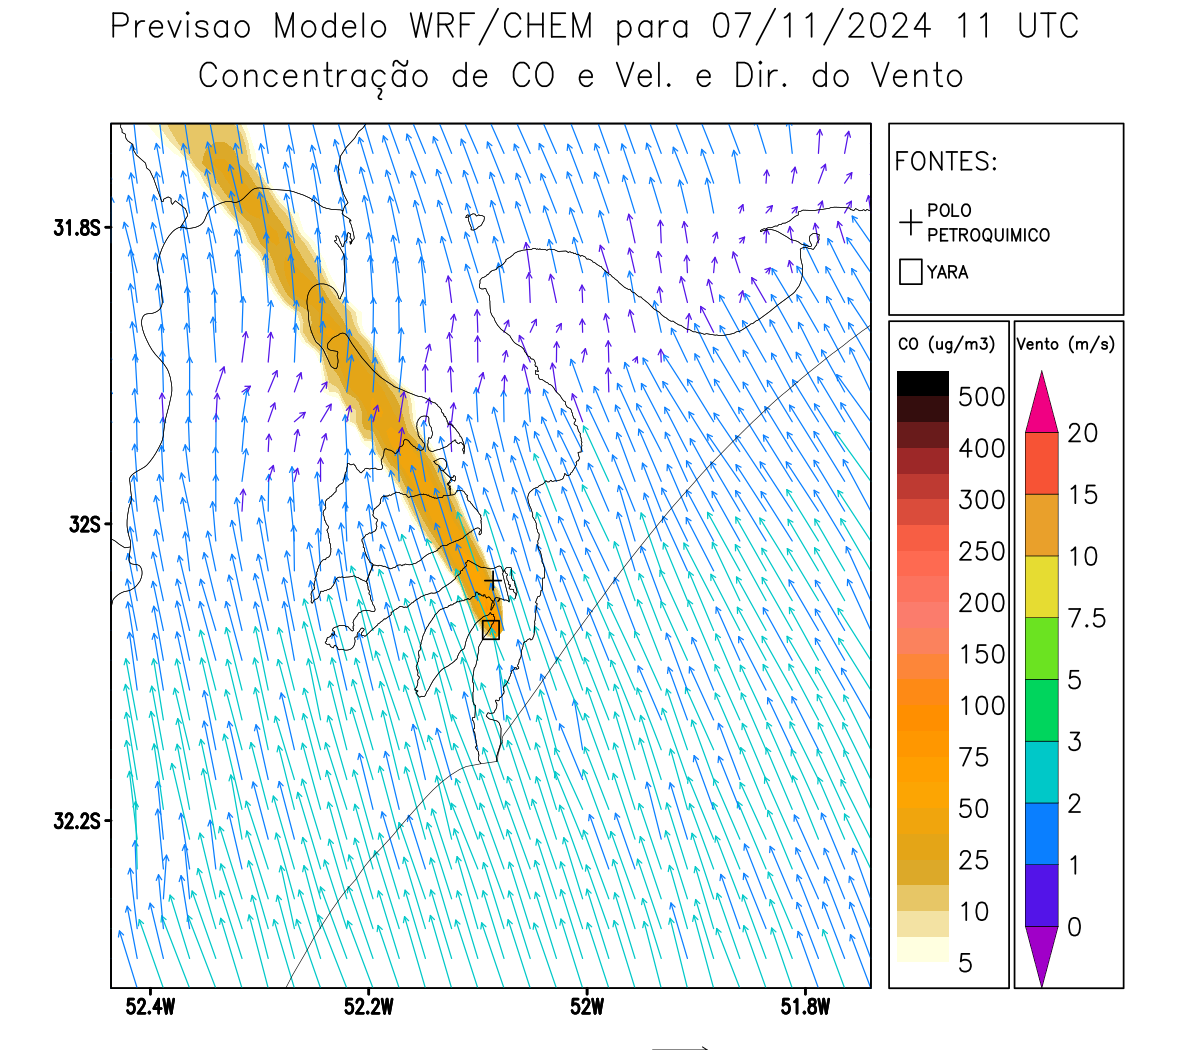 Previsao Modelo WRF/CHEM para 07/11/2024 11 UTC
Concentração de CO e Vel. e Dir. do Vento
FONTES:
POLO
PETROQUIMICO
YARA
CO (ug/m3)
500
400
300
250
200
150
100
75
50
25
10
5
Vento (m/s)
20
15
10
7.5
5
3
2
1
0
31.8S
32S
32.2S
52.4W
52.2W
52W
51.8W